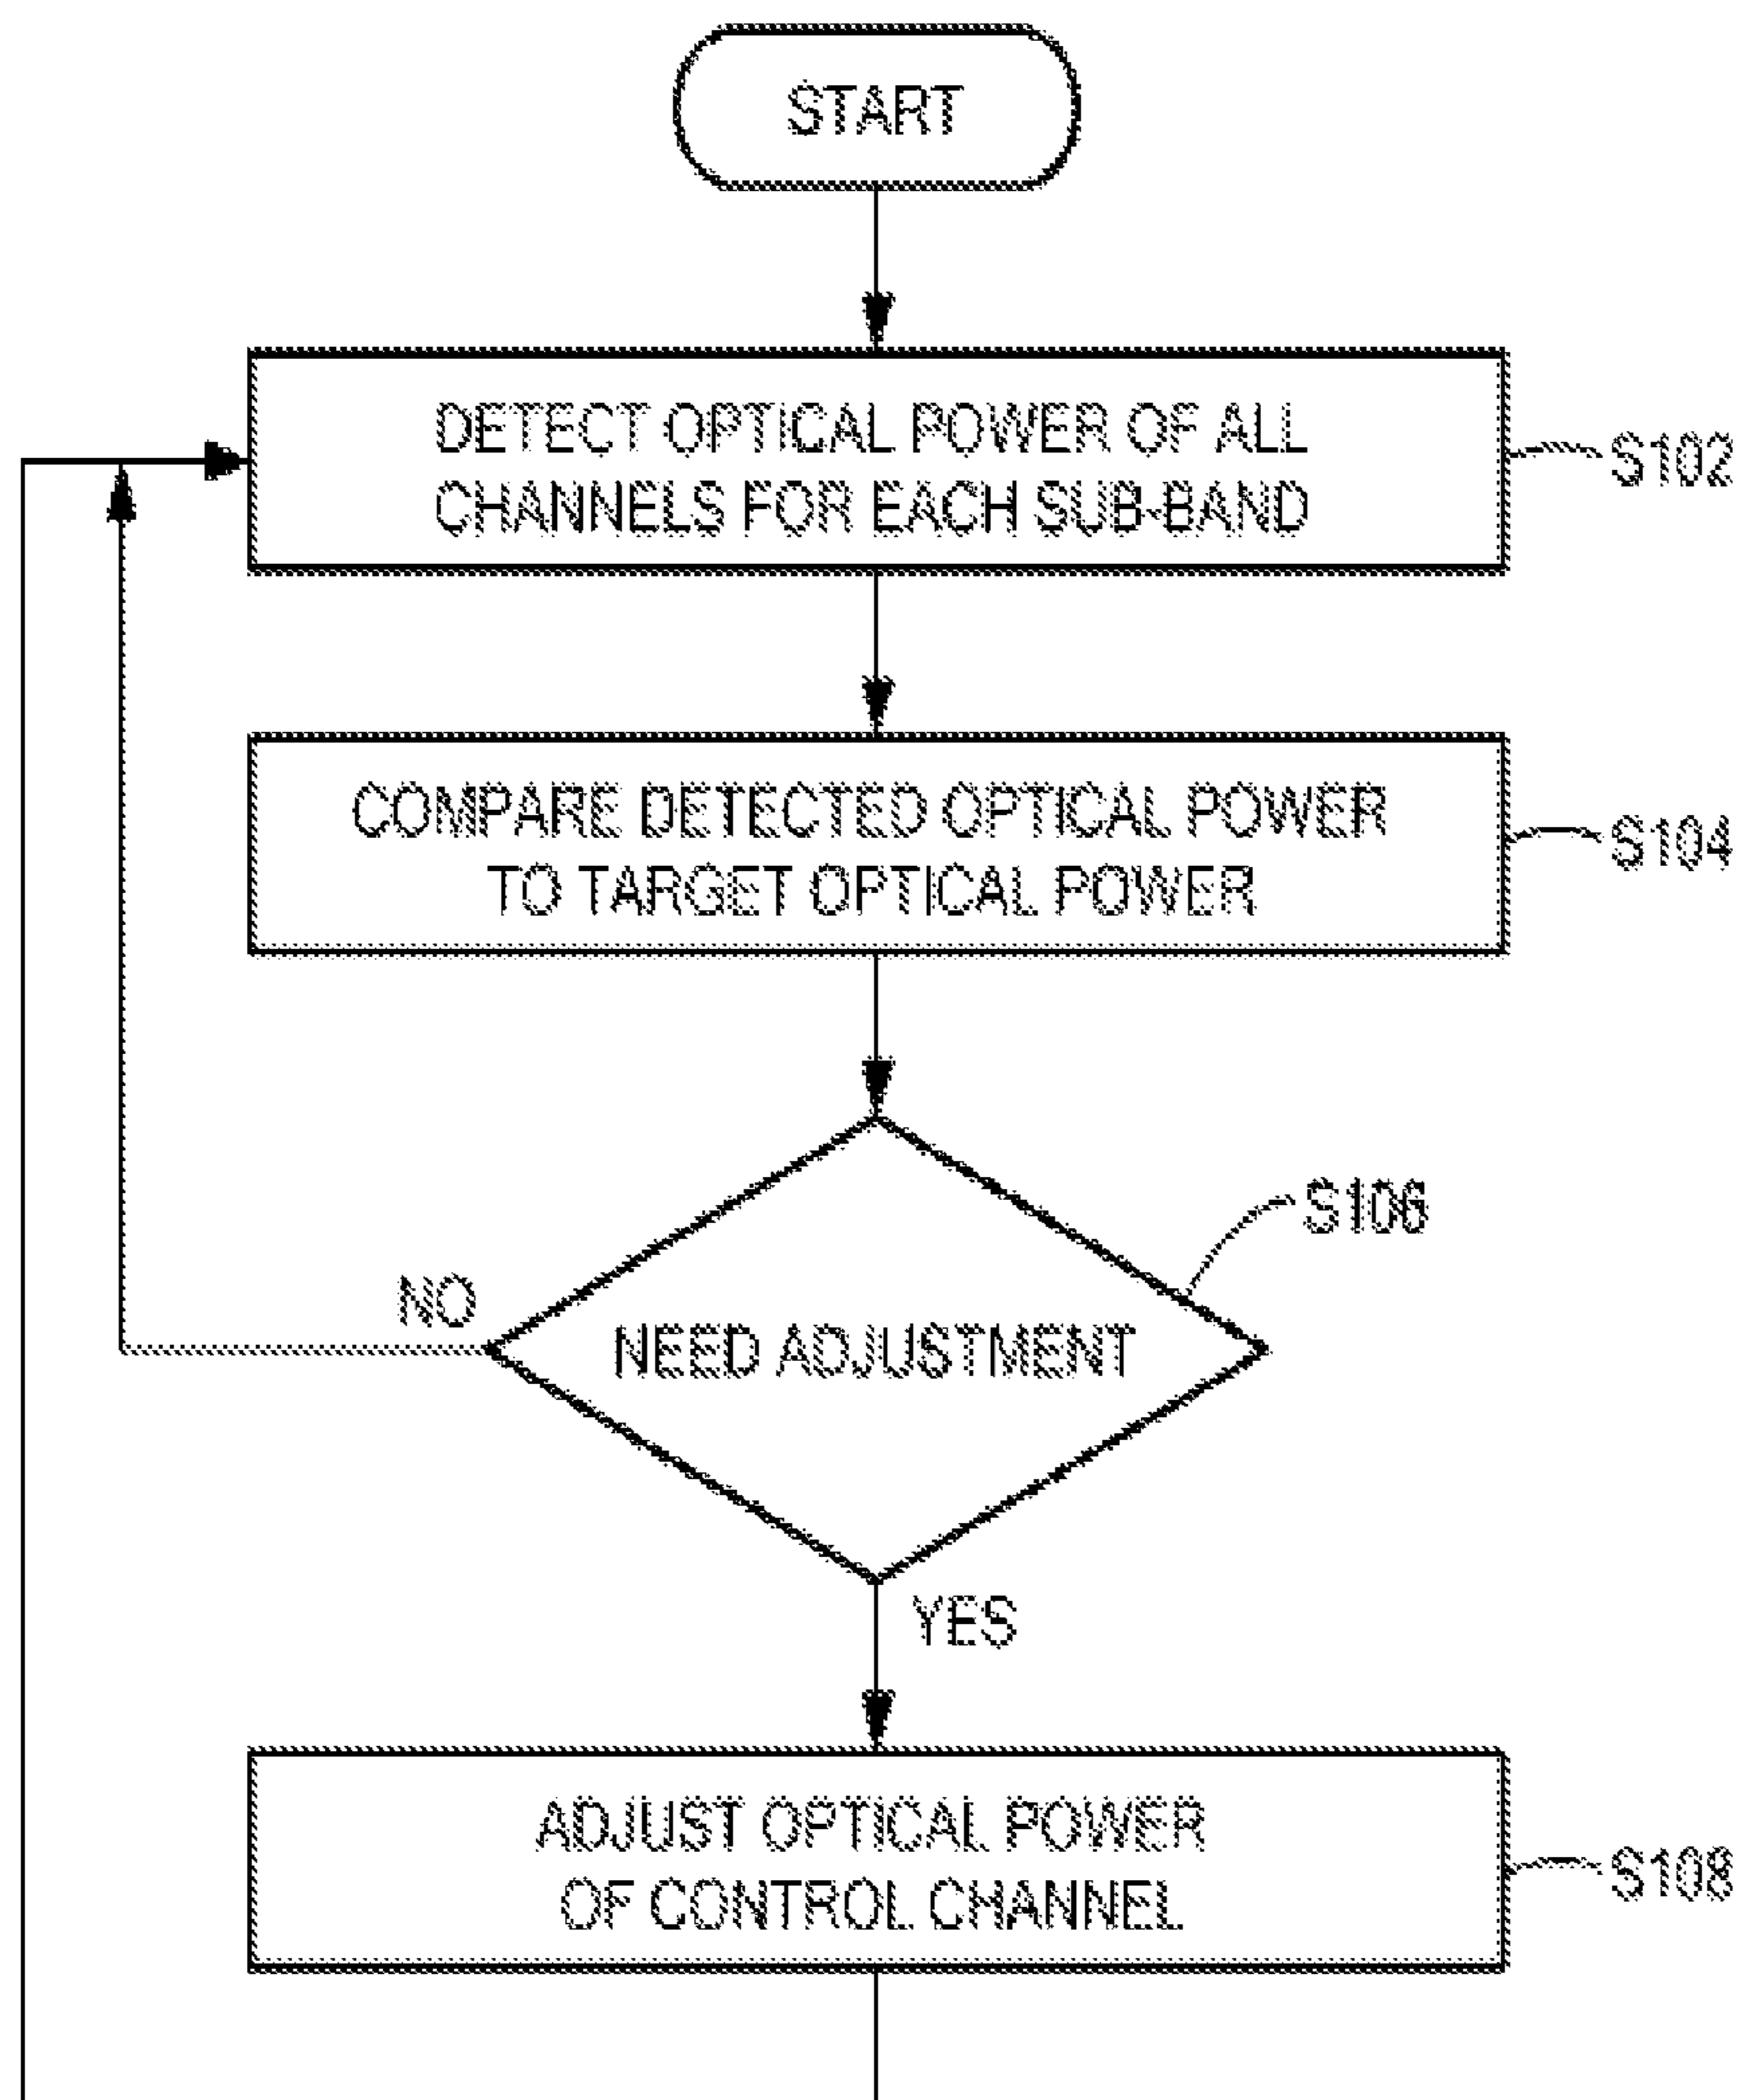 START
DETECT OPTICAL POWER OF ALL
CHANNELS FOR EACH SUB-BAND
S102
COMPARE DETECTED OPTICAL POWER
TO TARGET OPTICAL POWER
S104
S106
NO
NEED ADJUSTMENT
YES
ADJUST OPTICAL POWER
OF CONTROL CHANNEL
S108